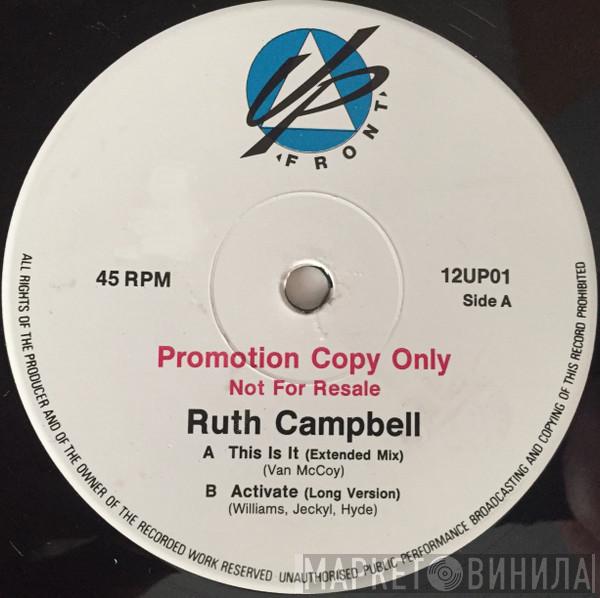 UP
FRONT
45 RPM
12UP01
Side A
Promotion Copy Only
Not For Resale
Ruth Campbell
A This Is It (Extended Mix)
(Van McCoy)
B Activate (Long Version)
(Williams, Jeckyl, Hyde)
ALL RIGHTS OF THE PRODUCER AND OF THE OWNER OF THE RECORDED WORK RESERVED · UNAUTHORISED PUBLIC PERFORMANCE BROADCASTING AND COPYING OF THIS RECORD PROHIBITED
МАРКЕТ ВИНИЛА